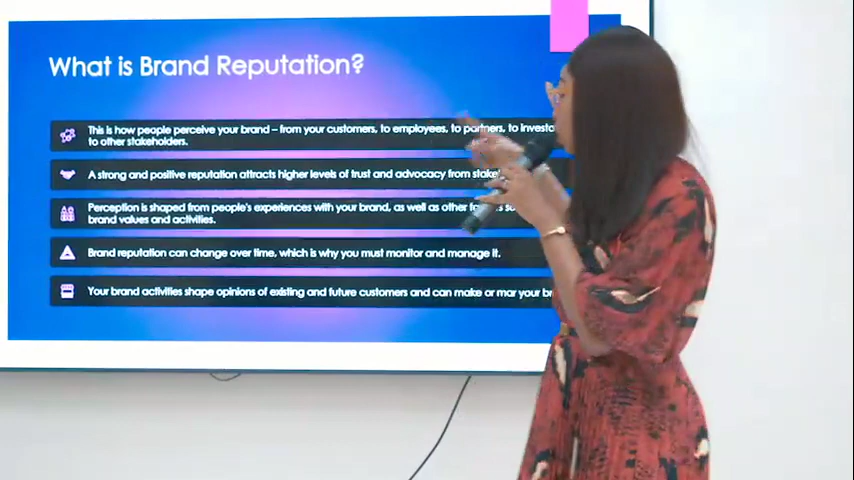 What is Brand Reputation?
This is how people perceive your brand – from your customers, to employees, to partners, to
to other stakeholders.
A strong and positive reputation attracts higher levels of trust and advocacy from
Perception is shaped from people's experiences with your brand, as well as other
brand values and activities.
Brand reputation can change over time, which is why you must monitor and manage it.
Your brand activities shape opinions of existing and future customers and can make or mar your